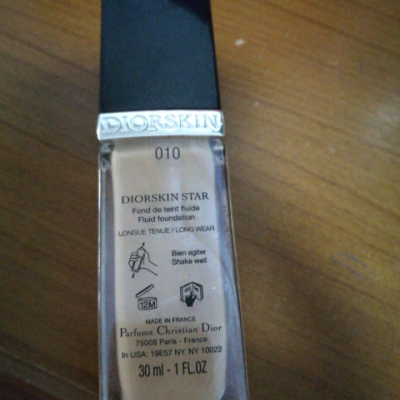 DIORSKIN
010
DIORSKIN STAR
Fond de teint fluide
Fluid foundation
LONGUE TENUE / LONG WEAR
Bien agiter
Shake well
12M
MADE IN FRANCE
Parfums Christian Dior
75008 Paris - France
In USA: 19E57 NY. NY 10022
30 ml - 1 FL.OZ